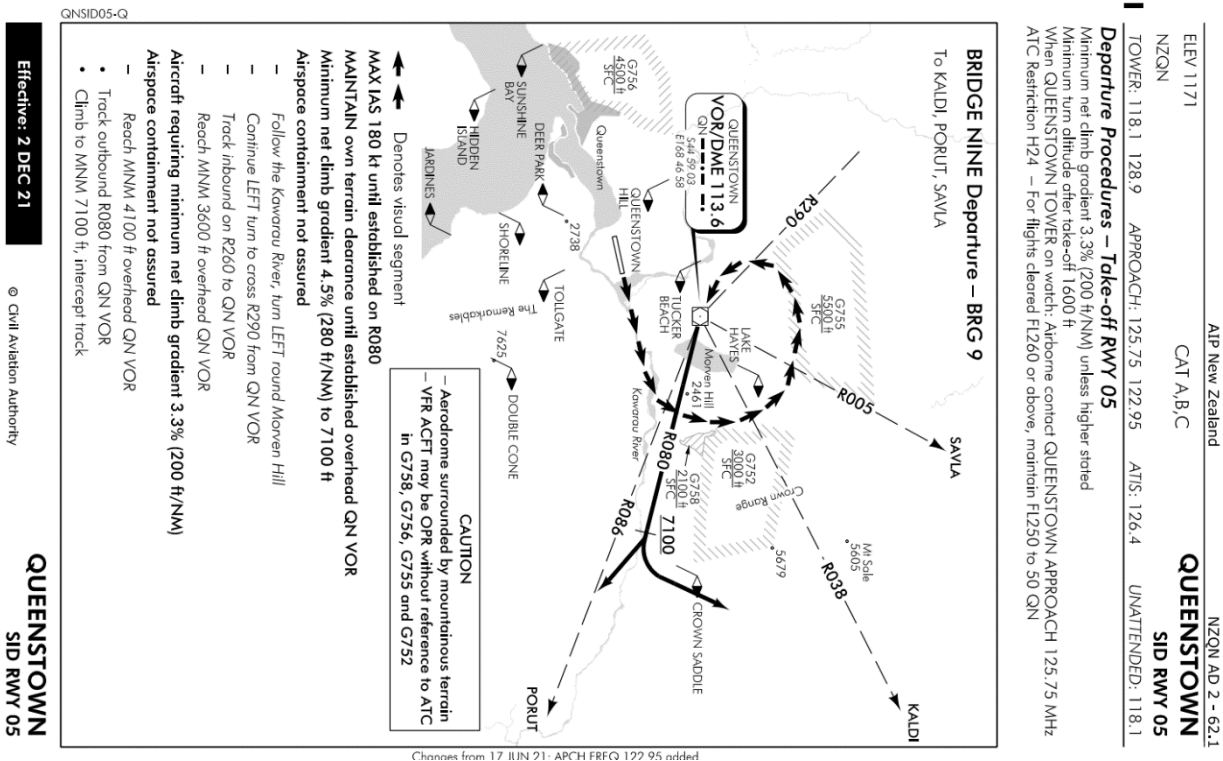 ATP New Zealand
NZQN AD 2 - 62.1
ELEV 1171
NZQN
CAT A,B,C
QUEENSTOWN
SID RWY 05
TOWER: 118.1 128.9 APPROACH: 125.75 122.95 ATIS: 126.4 UNATTENDED: 118.1
Departure Procedures – Take-off RWY 05
Minimum net climb gradient 3.3% (200 ft/NM) unless higher stated
Minimum turn altitude after take-off 1600 ft
When QUEENSTOWN TOWER on watch: Airborne contact QUEENSTOWN APPROACH 125.75 MHz
ATC Restriction H24 – For flights cleared FL260 or above, maintain FL250 to 50 QN
BRIDGE NINE Departure – BRG 9
To KALDI, PORUT, SAVLA
SAVLA
KALDI
PORUT
R290
R005
R038
R080
R086
G755
5500 ft
SFC
Mt Sale
5605
5679
Crown Range
G752
3000 ft
SFC
G758
2100 ft
SFC
7100
CROWN SADDLE
QUEENSTOWN
VOR/DME 113.6
QN
S44 59 03
E168 46 58
LAKE
HAYES
Morven Hill
2461
TUCKER
BEACH
Kawarau River
G756
4500 ft
SFC
QUEENSTOWN
HILL
Queenstown
2738
DEER PARK
SUNSHINE
BAY
HIDDEN
ISLAND
JARDINES
SHORELINE
TOLLGATE
The Remarkables
7625
DOUBLE CONE
CAUTION
– Aerodrome surrounded by mountainous terrain
– VFR ACFT may be OPR without reference to ATC
in G758, G756, G755 and G752
Denotes visual segment
MAX IAS 180 kt until established on R080
MAINTAIN own terrain clearance until established overhead QN VOR
Minimum net climb gradient 4.5% (280 ft/NM) to 7100 ft
Airspace containment not assured
– Follow the Kawarau River, turn LEFT round Morven Hill
– Continue LEFT turn to cross R290 from QN VOR
– Track inbound on R260 to QN VOR
– Reach MNM 3600 ft overhead QN VOR
Aircraft requiring minimum net climb gradient 3.3% (200 ft/NM)
Airspace containment not assured
– Reach MNM 4100 ft overhead QN VOR
• Track outbound R080 from QN VOR
• Climb to MNM 7100 ft, intercept track
QNSID05-Q
Changes from 17 JUN 21: APCH FREQ 122.95 added.
Effective: 2 DEC 21
© Civil Aviation Authority
QUEENSTOWN
SID RWY 05